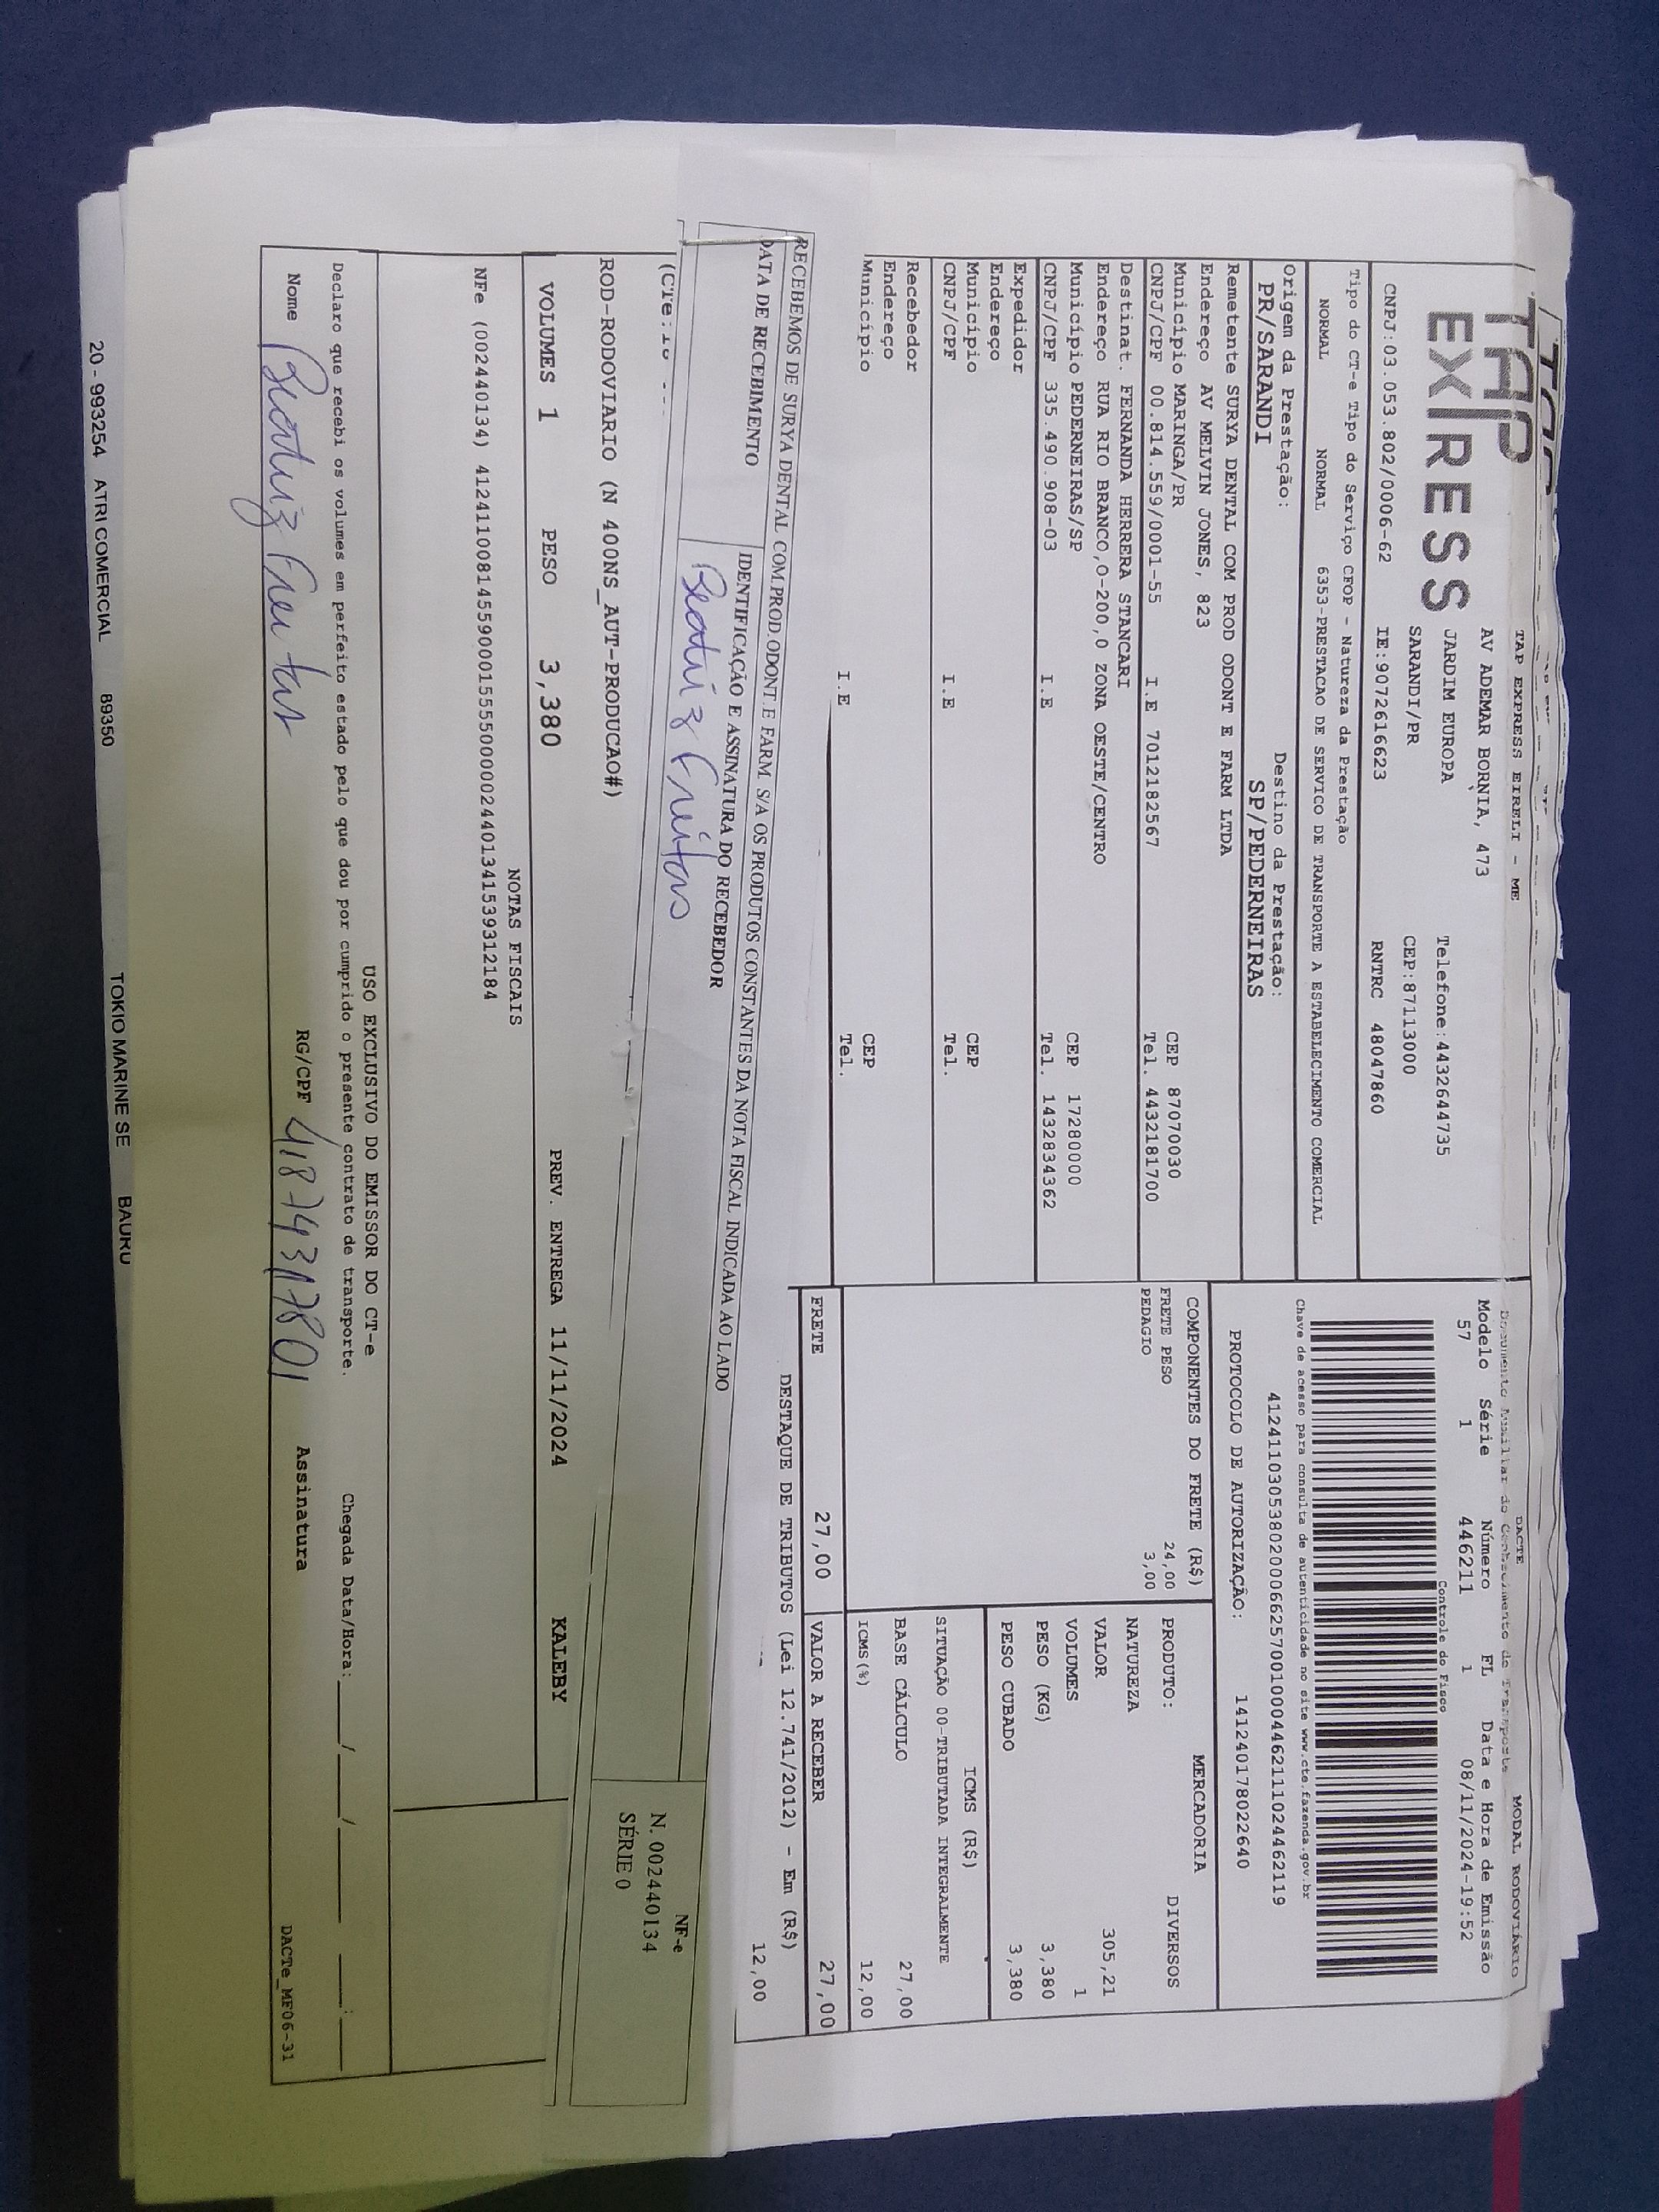 TAP
EXPRESS
TAP EXPRESS EIRELI - ME
AV ADEMAR BORNIA, 473
JARDIM EUROPA
SARANDI/PR
Telefone:4432644735
CEP:87113000
CNPJ:03.053.802/0006-62 IE:9072616623 RNTRC 48047860
Tipo do CT-e Tipo do Serviço CFOP - Natureza da Prestação
NORMAL NORMAL 6353-PRESTACAO DE SERVICO DE TRANSPORTE A ESTABELECIMENTO COMERCIAL
Origem da Prestação: Destino da Prestação:
PR/SARANDI SP/PEDERNEIRAS
Remetente SURYA DENTAL COM PROD ODONT E FARM LTDA
Endereço AV MELVIN JONES, 823
Município MARINGA/PR CEP 87070030
CNPJ/CPF 00.814.559/0001-55 I.E 7012182567 Tel. 4432181700
Destinat. FERNANDA HERRERA STANCARI
Endereço RUA RIO BRANCO,O-200,0 ZONA OESTE/CENTRO
Município PEDERNEIRAS/SP CEP 17280000
CNPJ/CPF 335.490.908-03 I.E Tel. 1432834362
Expedidor
Endereço
Município CEP
CNPJ/CPF I.E Tel.
Recebedor
Endereço
Município CEP
I.E Tel.
DACTE MODAL RODOVIÁRIO
Documento Auxiliar do Conhecimento de Transporte
Modelo Série Número FL Data e Hora de Emissão
57 1 446211 1 08/11/2024-19:52
Controle do Fisco
Chave de acesso para consulta de autenticidade no site www.cte.fazenda.gov.br
41241103053802000662570010004462111024462119
PROTOCOLO DE AUTORIZAÇÃO: 141240178022640
COMPONENTES DO FRETE (R$)
FRETE PESO 24,00
PEDAGIO 3,00
MERCADORIA
PRODUTO: DIVERSOS
NATUREZA
VALOR 305,21
VOLUMES 1
PESO (KG) 3,380
PESO CUBADO 3,380
ICMS (R$)
SITUAÇÃO 00-TRIBUTADA INTEGRALMENTE
BASE CÁLCULO 27,00
ICMS(%) 12,00
FRETE 27,00 VALOR A RECEBER 27,00
DESTAQUE DE TRIBUTOS (Lei 12.741/2012) - Em (R$) 12,00
RECEBEMOS DE SURYA DENTAL COM.PROD.ODONT.E FARM. S/A OS PRODUTOS CONSTANTES DA NOTA FISCAL INDICADA AO LADO
DATA DE RECEBIMENTO IDENTIFICAÇÃO E ASSINATURA DO RECEBEDOR
Beatriz Freitas
NF-e
N. 002440134
SÉRIE 0
(CTe:
ROD-RODOVIARIO (N 400NS_AUT-PRODUCAO#)
VOLUMES 1 PESO 3,380 PREV. ENTREGA 11/11/2024 KALEBY
NOTAS FISCAIS
NFe (002440134) 41241100814559000155550000024401341539312184
USO EXCLUSIVO DO EMISSOR DO CT-e
Declaro que recebi os volumes em perfeito estado pelo que dou por cumprido o presente contrato de transporte. Chegada Data/Hora: ____/____/____ ___:___
Nome Beatriz Freitas RG/CPF 41874317801 Assinatura
DACTe_MF06-31
20 - 993254 ATRI COMERCIAL 89350 TOKIO MARINE SE BAURU